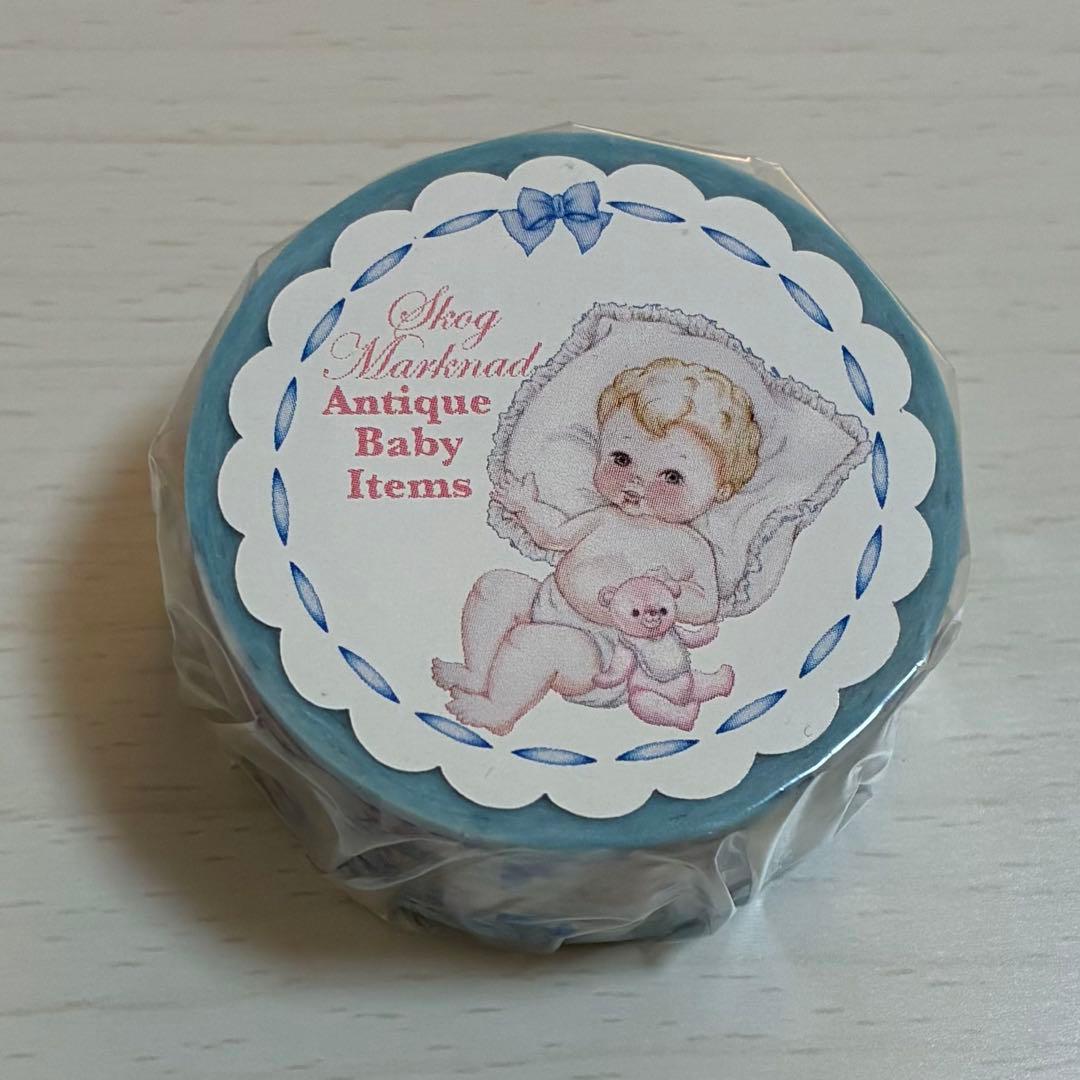 Skog
Marknad
Antique
Baby
Items